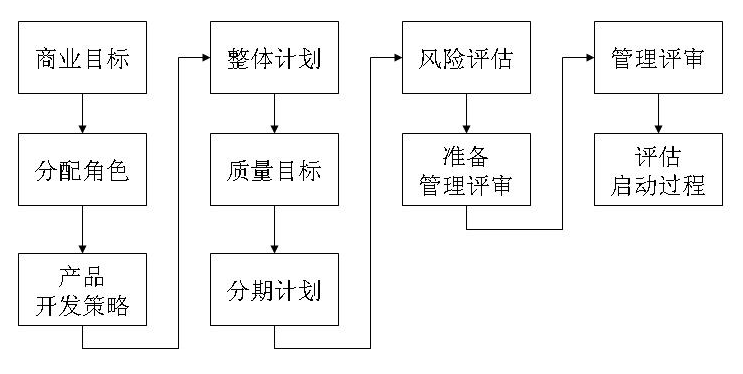 商业目标
分配角色
产品
开发策略
整体计划
质量目标
分期计划
风险评估
准备
管理评审
管理评审
评估
启动过程